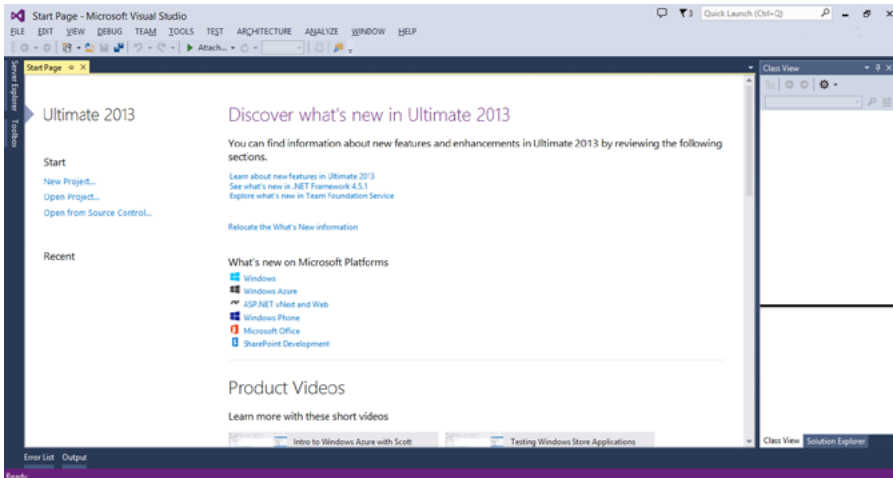 Start Page - Microsoft Visual Studio
3
Quick Launch (Ctrl+Q)
FILE EDIT VIEW DEBUG TEAM TOOLS TEST ARCHITECTURE ANALYZE WINDOW HELP
Attach...
Server Explorer
Toolbox
Start Page
Class View
Ultimate 2013
Start
New Project...
Open Project...
Open from Source Control...
Recent
Discover what's new in Ultimate 2013
You can find information about new features and enhancements in Ultimate 2013 by reviewing the following
sections.
Learn about new features in Ultimate 2013
See what's new in .NET Framework 4.5.1
Explore what's new in Team Foundation Service
Relocate the What's New information
What's new on Microsoft Platforms
Windows
Windows Azure
ASP.NET vNext and Web
Windows Phone
Microsoft Office
SharePoint Development
Product Videos
Learn more with these short videos
Intro to Windows Azure with Scott
Testing Windows Store Applications
Class View Solution Explorer
Error List Output
Ready